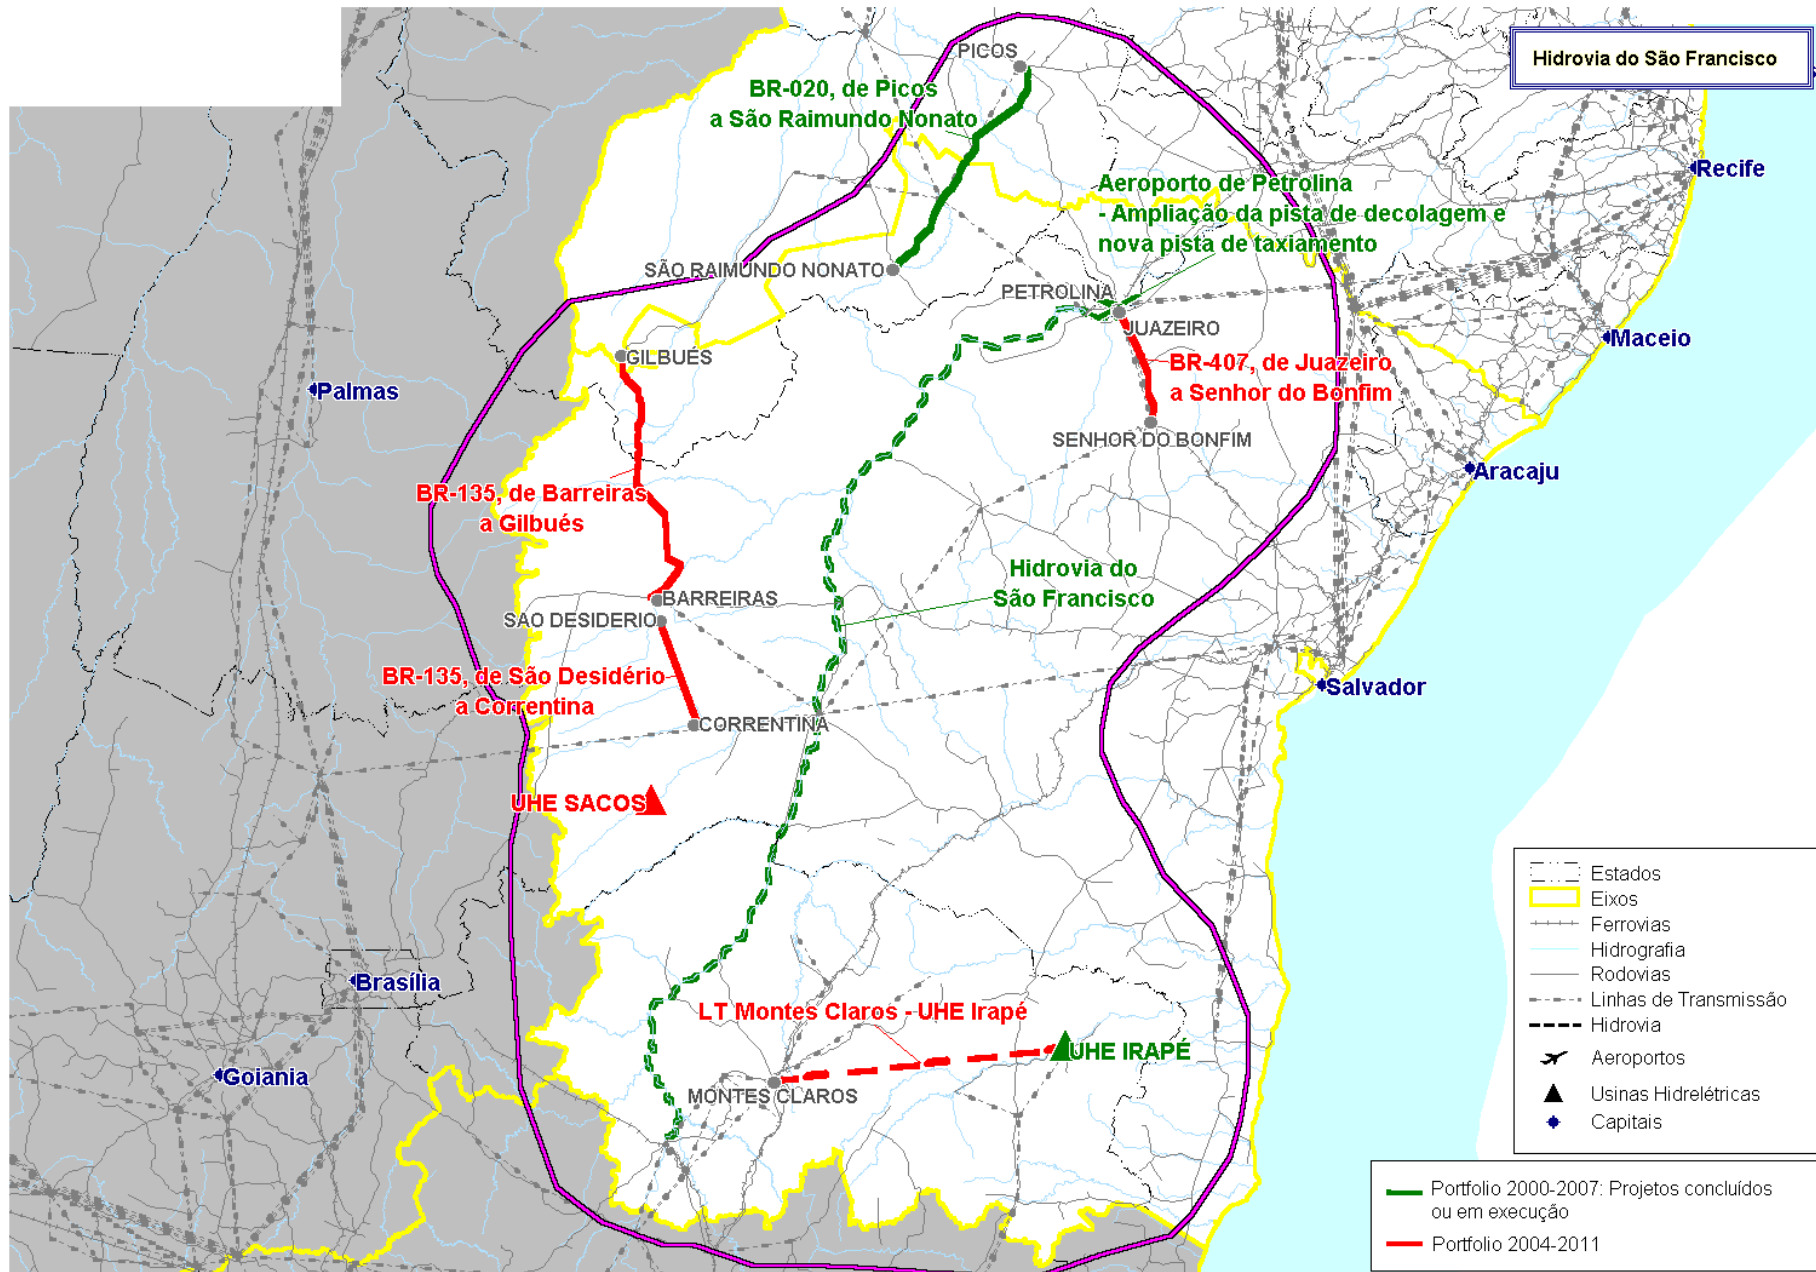 Hidrovia do São Francisco
PICOS
BR-020, de Picos
a São Raimundo Nonato
Recife
Aeroporto de Petrolina
- Ampliação da pista de decolagem e
nova pista de taxiamento
SÃO RAIMUNDO NONATO
PETROLINA
JUAZEIRO
Maceio
GILBUÉS
BR-407, de Juazeiro
a Senhor do Bonfim
Palmas
SENHOR DO BONFIM
Aracaju
BR-135, de Barreiras
a Gilbués
Hidrovia do
São Francisco
BARREIRAS
SAO DESIDERIO
BR-135, de São Desidério
a Correntina
Salvador
CORRENTINA
UHE SACOS
Brasília
LT Montes Claros - UHE Irapé
UHE IRAPÉ
Goiania
MONTES CLAROS
Estados
Eixos
Ferrovias
Hidrografia
Rodovias
Linhas de Transmissão
Hidrovia
Aeroportos
Usinas Hidrelétricas
Capitais
Portfolio 2000-2007: Projetos concluídos
ou em execução
Portfolio 2004-2011